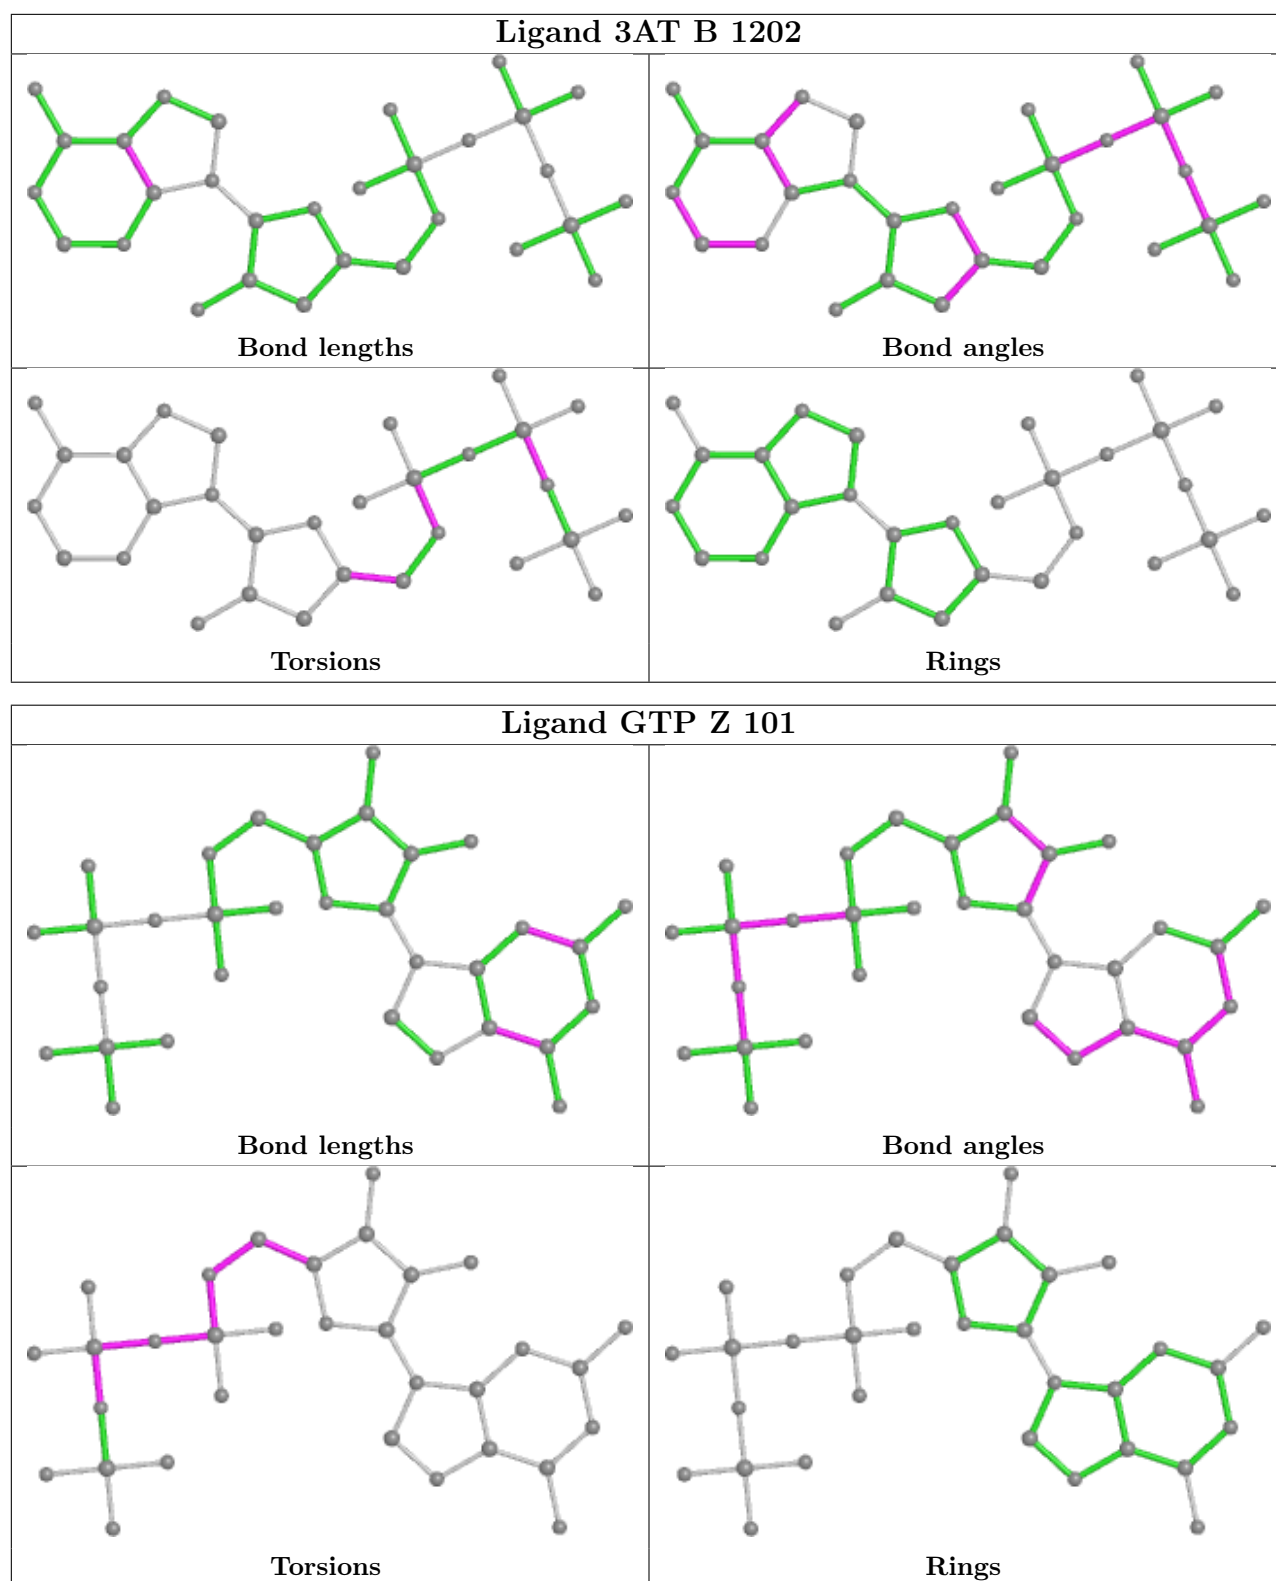 Ligand 3AT B 1202
Bond lengths
Bond angles
Torsions
Rings
Ligand GTP Z 101
Bond lengths
Bond angles
Torsions
Rings